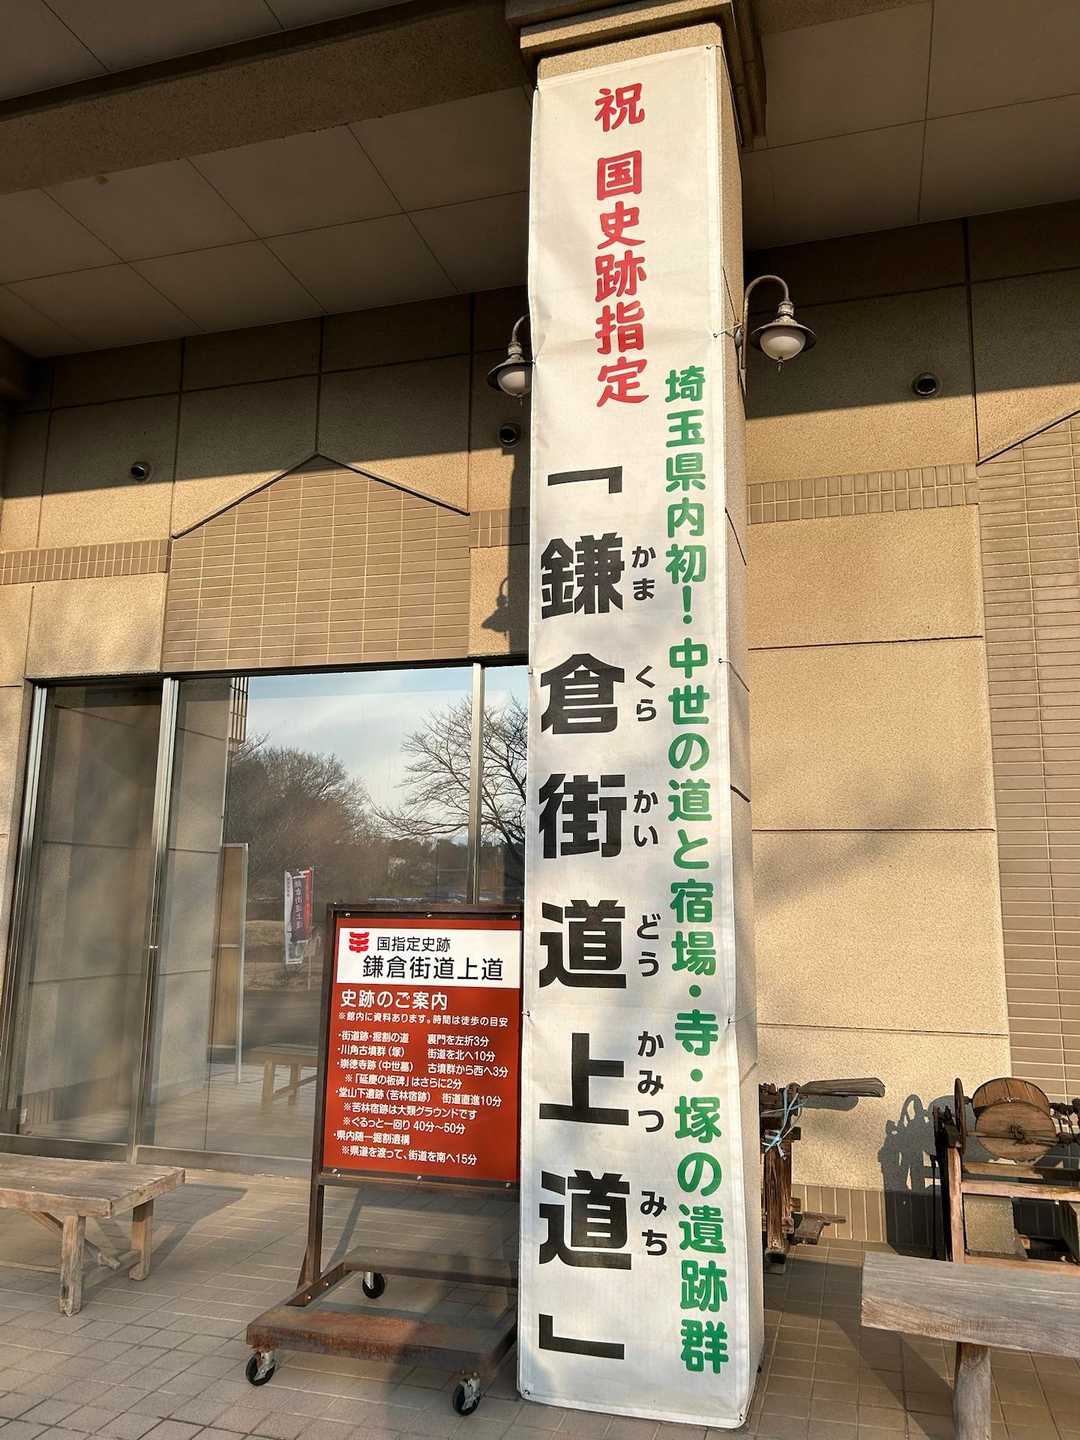 祝 国史跡指定
埼玉県内初！中世の道と宿場・寺・塚の遺跡群
「鎌倉街道上道」
かま
くら
かい
どう
かみつ
みち
国指定史跡
鎌倉街道上道
史跡のご案内
※館内に資料あります。時間は徒歩の目安
・街道跡・掘割の道 裏門を左折3分
・川角古墳群（塚） 街道を北へ10分
・崇徳寺跡（中世墓） 古墳群から西へ3分
※「延慶の板碑」はさらに2分
・堂山下遺跡（苦林宿跡） 街道直進10分
※苦林宿跡は大類グラウンドです
※ぐるっと一回り 40分〜50分
・県内随一掘割遺構
※県道を渡って、街道を南へ15分